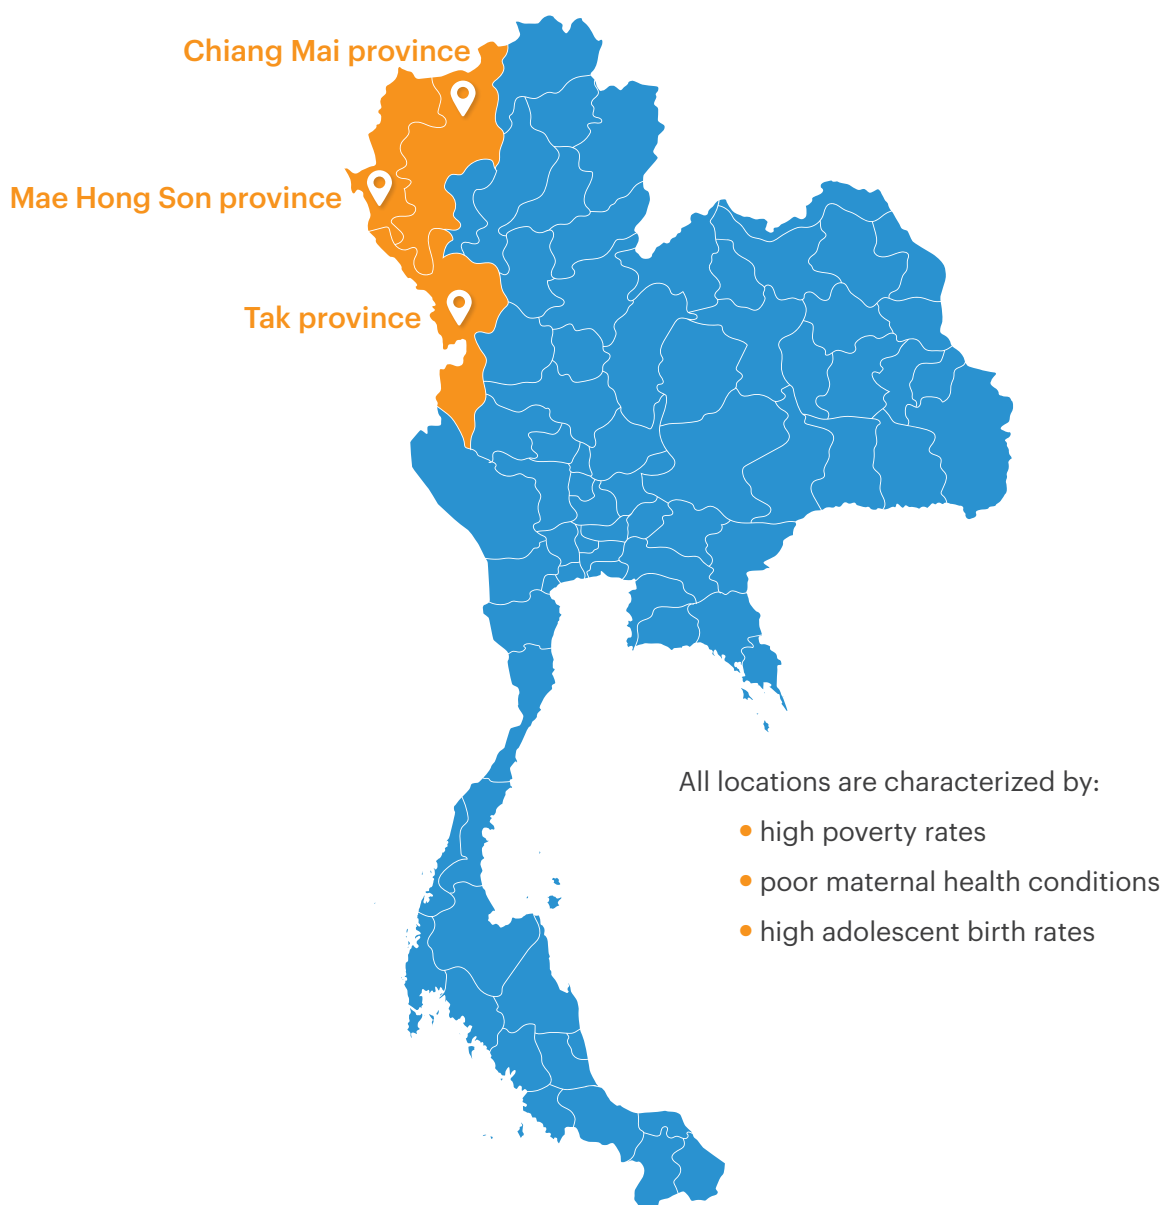 Chiang Mai province
Mae Hong Son province
Tak province
All locations are characterized by:
high poverty rates
poor maternal health conditions
high adolescent birth rates